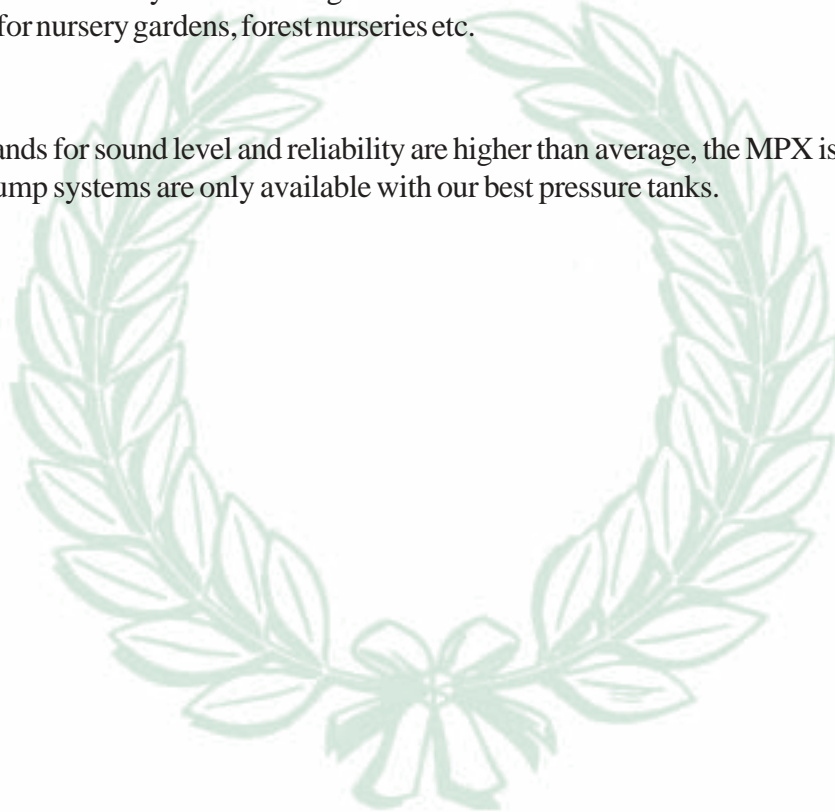 for nursery gardens, forest nurseries etc.
ands for sound level and reliability are higher than average, the MPX is
ump systems are only available with our best pressure tanks.